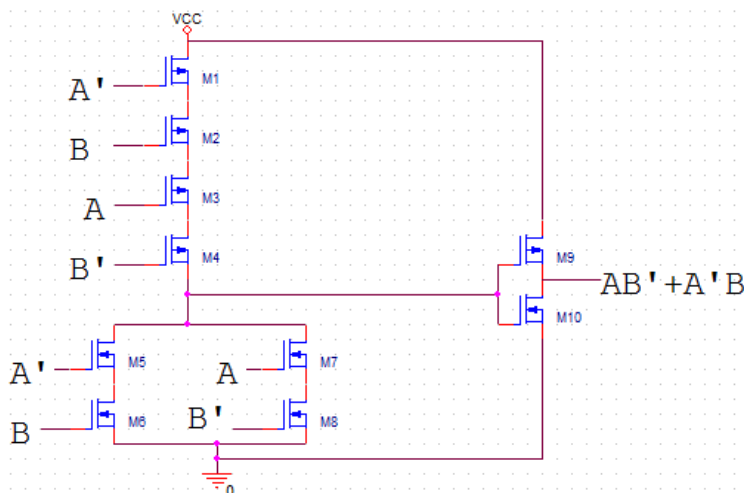 VCC
A' M1
B M2
A M3
B' M4
M9
AB'+A'B
M10
A' M5
A M7
B M6
B' M8
0